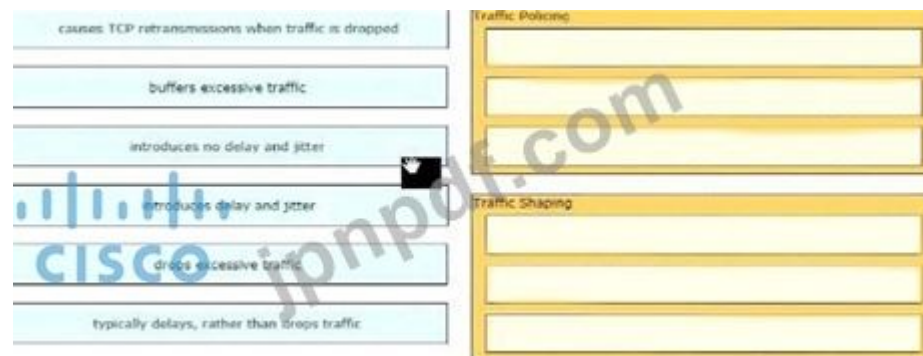 causes TCP retransmissions when traffic is dropped
buffers excessive traffic
introduces no delay and jitter
introduces delay and jitter
drops excessive traffic
typically delays, rather than drops traffic
Traffic Policing
Traffic Shaping
CISCO
jpnpdf.com